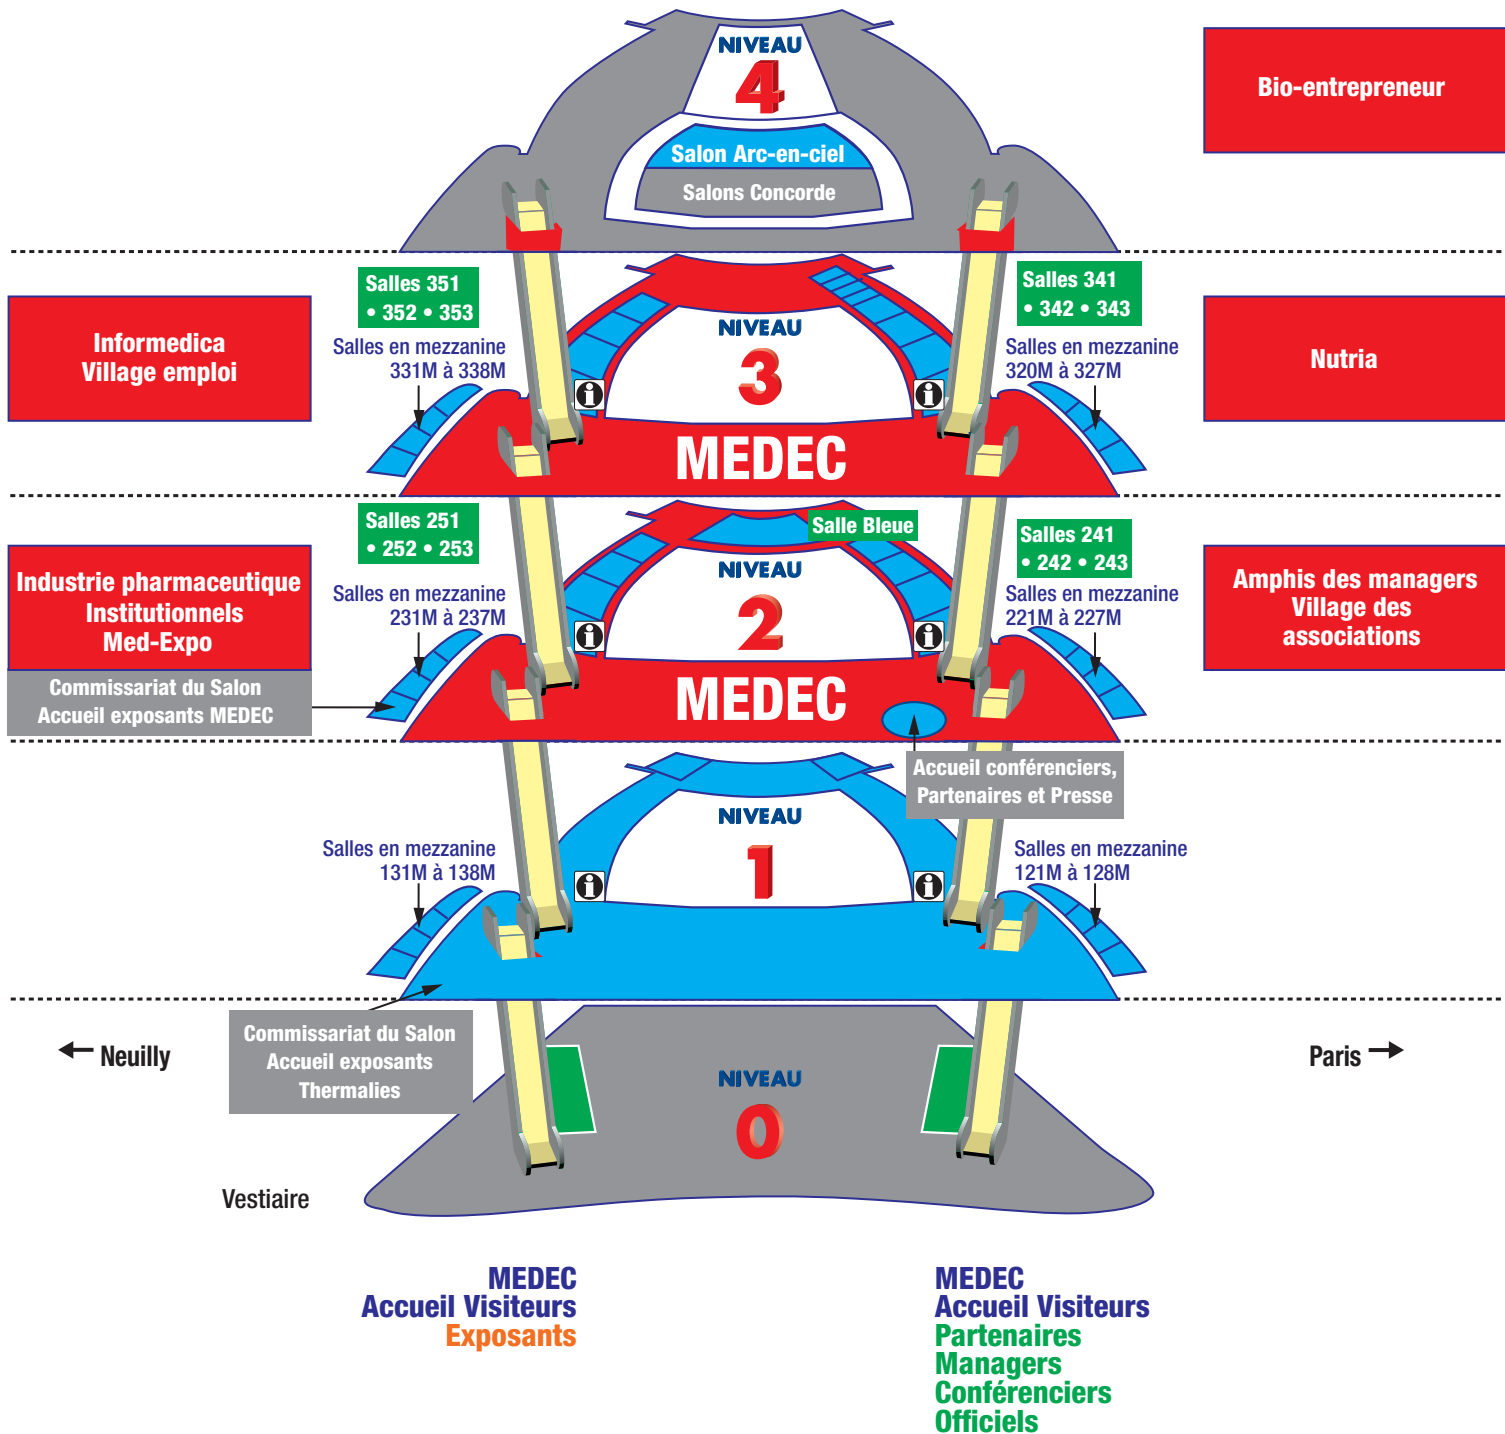 NIVEAU
4
Salon Arc-en-ciel
Salons Concorde
Bio-entrepreneur
Informedica
Village emploi
Salles 351
• 352 • 353
Salles en mezzanine
331M à 338M
NIVEAU
3
MEDEC
Salles 341
• 342 • 343
Salles en mezzanine
320M à 327M
Nutria
Industrie pharmaceutique
Institutionnels
Med-Expo
Commissariat du Salon
Accueil exposants MEDEC
Salles 251
• 252 • 253
Salles en mezzanine
231M à 237M
Salle Bleue
NIVEAU
2
MEDEC
Salles 241
• 242 • 243
Salles en mezzanine
221M à 227M
Amphis des managers
Village des
associations
Accueil conférenciers,
Partenaires et Presse
Salles en mezzanine
131M à 138M
NIVEAU
1
Salles en mezzanine
121M à 128M
Commissariat du Salon
Accueil exposants
Thermalies
← Neuilly
Paris →
NIVEAU
0
Vestiaire
MEDEC
Accueil Visiteurs
Exposants
MEDEC
Accueil Visiteurs
Partenaires
Managers
Conférenciers
Officiels